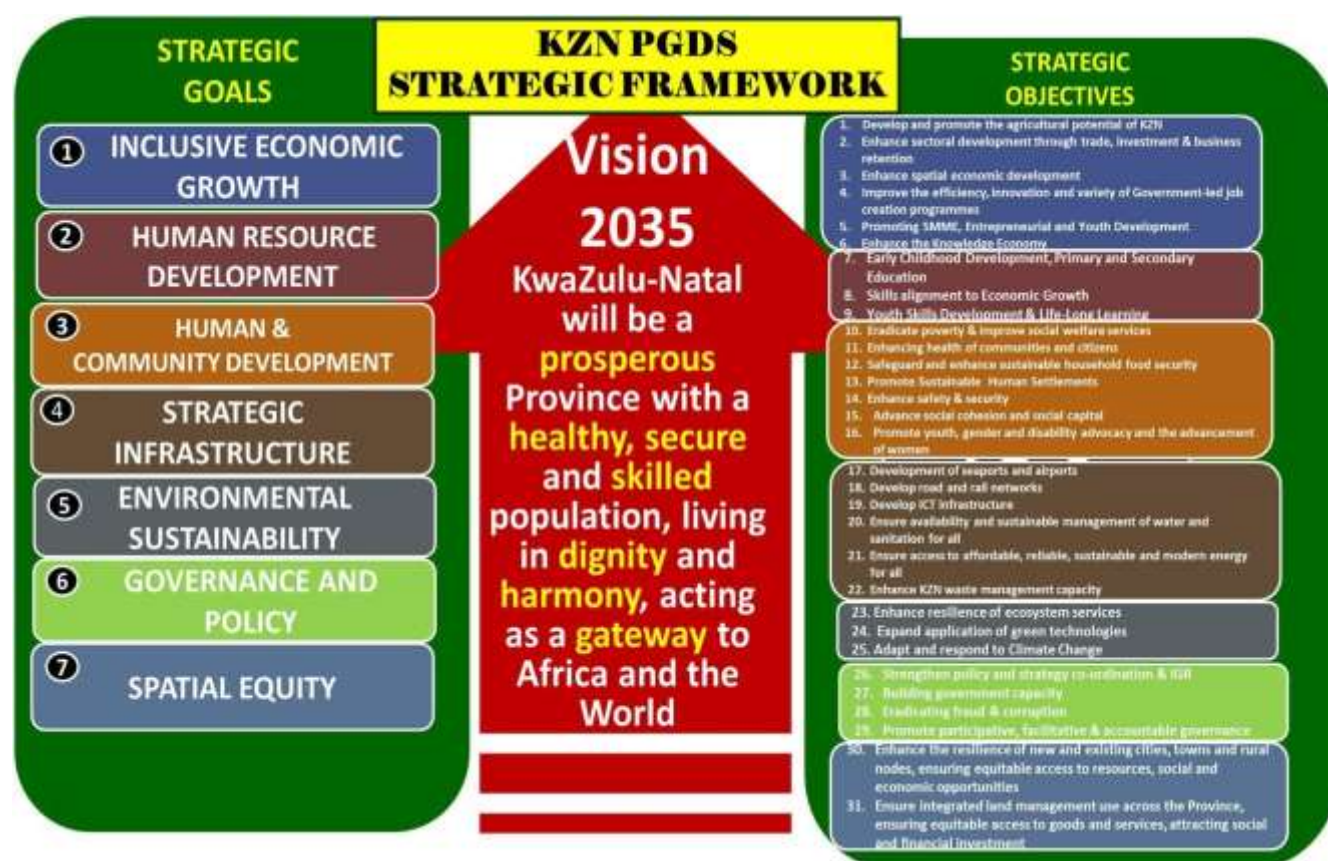 KZN PGDS
STRATEGIC FRAMEWORK
STRATEGIC
GOALS
1 INCLUSIVE ECONOMIC
GROWTH
2 HUMAN RESOURCE
DEVELOPMENT
3 HUMAN &
COMMUNITY DEVELOPMENT
4 STRATEGIC
INFRASTRUCTURE
5 ENVIRONMENTAL
SUSTAINABILITY
6 GOVERNANCE AND
POLICY
7 SPATIAL EQUITY
Vision
2035
KwaZulu-Natal
will be a
prosperous
Province with a
healthy, secure
and skilled
population, living
in dignity and
harmony, acting
as a gateway to
Africa and the
World
STRATEGIC
OBJECTIVES
1. Develop and promote the agricultural potential of KZN
2. Enhance sectoral development through trade, investment & business
retention
3. Enhance spatial economic development
4. Improve the efficiency, innovation and variety of Government-led job
creation programmes
5. Promoting SMME, Entrepreneurial and Youth Development
6. Enhance the Knowledge Economy
7. Early Childhood Development, Primary and Secondary
Education
8. Skills alignment to Economic Growth
9. Youth Skills Development & Life-Long Learning
10. Eradicate poverty & improve social welfare services
11. Enhancing health of communities and citizens
12. Safeguard and enhance sustainable household food security
13. Promote Sustainable Human Settlements
14. Enhance safety & security
15. Advance social cohesion and social capital
16. Promote youth, gender and disability advocacy and the advancement
of women
17. Development of seaports and airports
18. Develop road and rail networks
19. Develop ICT infrastructure
20. Ensure availability and sustainable management of water and
sanitation for all
21. Ensure access to affordable, reliable, sustainable and modern energy
for all
22. Enhance KZN waste management capacity
23. Enhance resilience of ecosystem services
24. Expand application of green technologies
25. Adapt and respond to Climate Change
26. Strengthen policy and strategy co-ordination & IGR
27. Building government capacity
28. Eradicating fraud & corruption
29. Promote participative, facilitative & accountable governance
30. Enhance the resilience of new and existing cities, towns and rural
nodes, ensuring equitable access to resources, social and
economic opportunities
31. Ensure integrated land management use across the Province,
ensuring equitable access to goods and services, attracting social
and financial investment